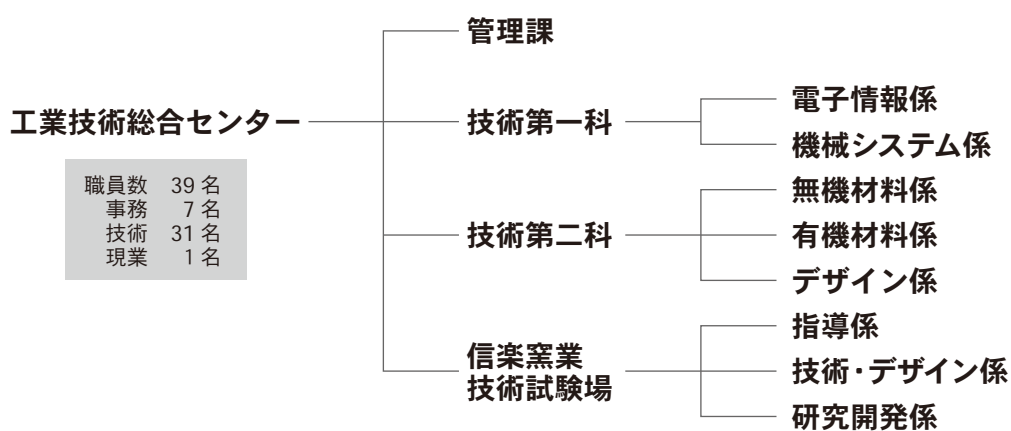 工業技術総合センター
職員数 39名
事務 7名
技術 31名
現業 1名
管理課
技術第一科
電子情報係
機械システム係
技術第二科
無機材料係
有機材料係
デザイン係
信楽窯業
技術試験場
指導係
技術・デザイン係
研究開発係